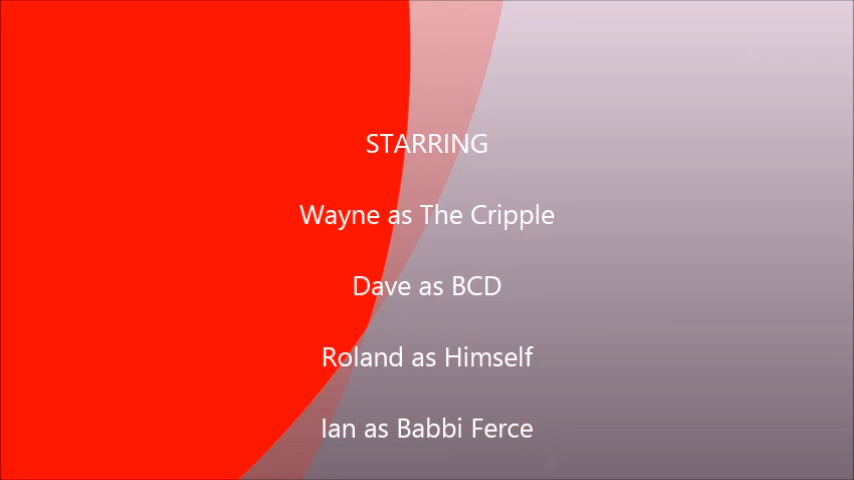 STARRING
Wayne as The Cripple
Dave as BCD
Roland as Himself
Ian as Babbi Ferce